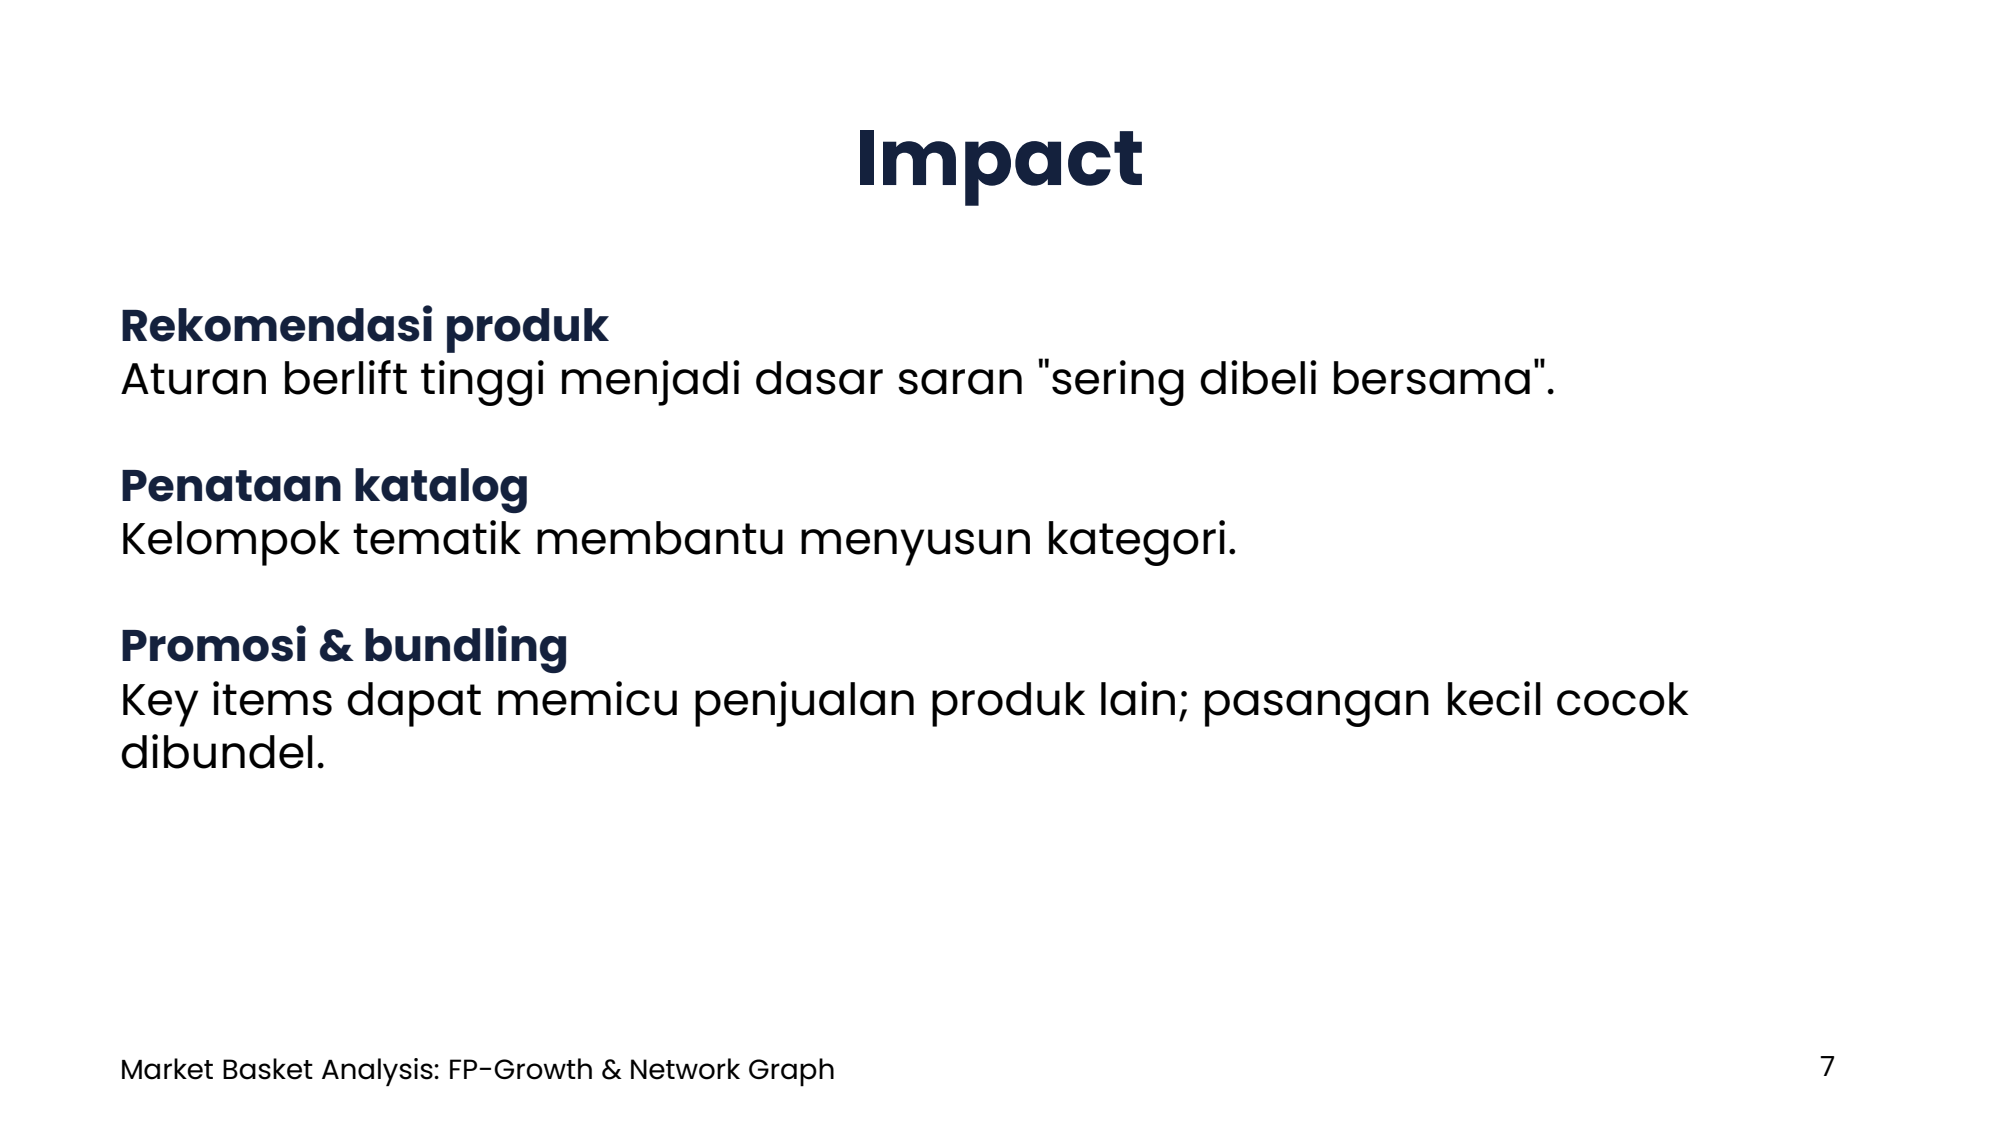 Impact
Rekomendasi produk
Aturan berlift tinggi menjadi dasar saran "sering dibeli bersama".
Penataan katalog
Kelompok tematik membantu menyusun kategori.
Promosi & bundling
Key items dapat memicu penjualan produk lain; pasangan kecil cocok
dibundel.
Market Basket Analysis: FP-Growth & Network Graph
7